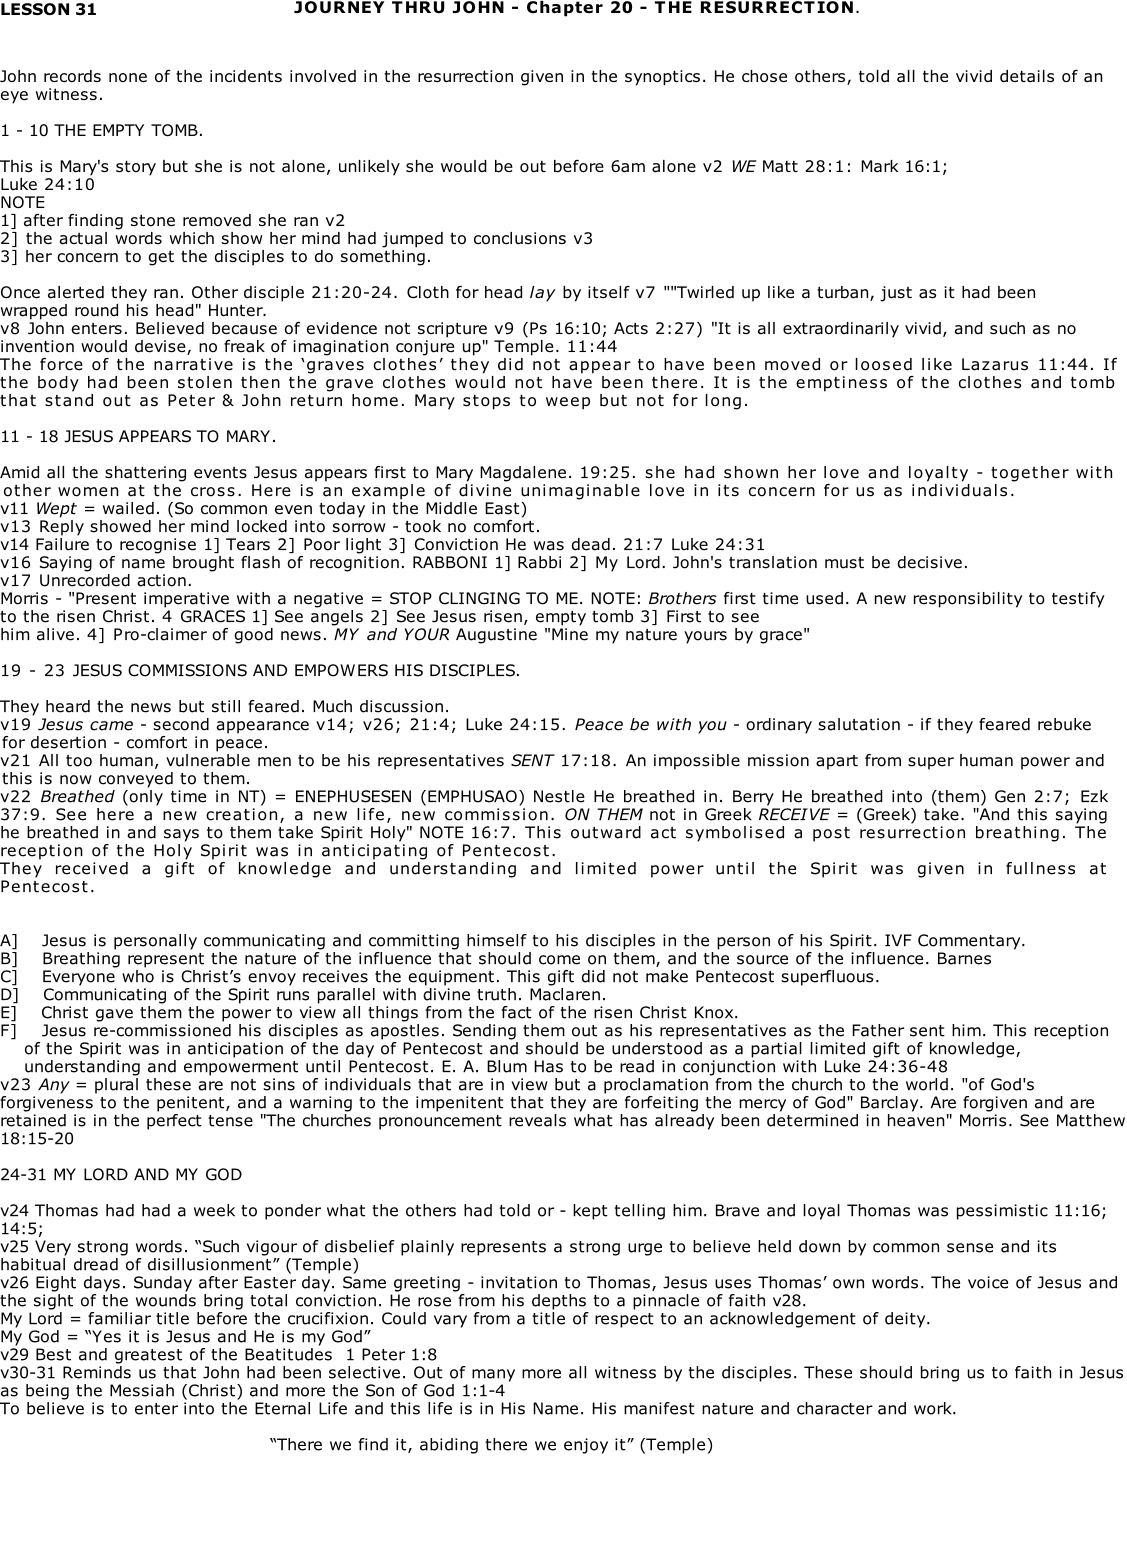 LESSON 31 JOURNEY THRU JOHN - Chapter 20 - THE RESURRECTION.
John records none of the incidents involved in the resurrection given in the synoptics. He chose others, told all the vivid details of an
eye witness.
1 - 10 THE EMPTY TOMB.
This is Mary's story but she is not alone, unlikely she would be out before 6am alone v2 WE Matt 28:1: Mark 16:1;
Luke 24:10
NOTE
1] after finding stone removed she ran v2
2] the actual words which show her mind had jumped to conclusions v3
3] her concern to get the disciples to do something.
Once alerted they ran. Other disciple 21:20-24. Cloth for head lay by itself v7 ""Twirled up like a turban, just as it had been
wrapped round his head" Hunter.
v8 John enters. Believed because of evidence not scripture v9 (Ps 16:10; Acts 2:27) "It is all extraordinarily vivid, and such as no
invention would devise, no freak of imagination conjure up" Temple. 11:44
The force of the narrative is the ‘graves clothes’ they did not appear to have been moved or loosed like Lazarus 11:44. If
the body had been stolen then the grave clothes would not have been there. It is the emptiness of the clothes and tomb
that stand out as Peter & John return home. Mary stops to weep but not for long.
11 - 18 JESUS APPEARS TO MARY.
Amid all the shattering events Jesus appears first to Mary Magdalene. 19:25. she had shown her love and loyalty - together with
other women at the cross. Here is an example of divine unimaginable love in its concern for us as individuals.
v11 Wept = wailed. (So common even today in the Middle East)
v13 Reply showed her mind locked into sorrow - took no comfort.
v14 Failure to recognise 1] Tears 2] Poor light 3] Conviction He was dead. 21:7 Luke 24:31
v16 Saying of name brought flash of recognition. RABBONI 1] Rabbi 2] My Lord. John's translation must be decisive.
v17 Unrecorded action.
Morris - "Present imperative with a negative = STOP CLINGING TO ME. NOTE: Brothers first time used. A new responsibility to testify
to the risen Christ. 4 GRACES 1] See angels 2] See Jesus risen, empty tomb 3] First to see
him alive. 4] Pro-claimer of good news. MY and YOUR Augustine "Mine my nature yours by grace"
19 - 23 JESUS COMMISSIONS AND EMPOWERS HIS DISCIPLES.
They heard the news but still feared. Much discussion.
v19 Jesus came - second appearance v14; v26; 21:4; Luke 24:15. Peace be with you - ordinary salutation - if they feared rebuke
for desertion - comfort in peace.
v21 All too human, vulnerable men to be his representatives SENT 17:18. An impossible mission apart from super human power and
this is now conveyed to them.
v22 Breathed (only time in NT) = ENEPHUSESEN (EMPHUSAO) Nestle He breathed in. Berry He breathed into (them) Gen 2:7; Ezk
37:9. See here a new creation, a new life, new commission. ON THEM not in Greek RECEIVE = (Greek) take. "And this saying
he breathed in and says to them take Spirit Holy" NOTE 16:7. This outward act symbolised a post resurrection breathing. The
reception of the Holy Spirit was in anticipating of Pentecost.
They received a gift of knowledge and understanding and limited power until the Spirit was given in fullness at
Pentecost.
A] Jesus is personally communicating and committing himself to his disciples in the person of his Spirit. IVF Commentary.
B] Breathing represent the nature of the influence that should come on them, and the source of the influence. Barnes
C] Everyone who is Christ’s envoy receives the equipment. This gift did not make Pentecost superfluous.
D] Communicating of the Spirit runs parallel with divine truth. Maclaren.
E] Christ gave them the power to view all things from the fact of the risen Christ Knox.
F] Jesus re-commissioned his disciples as apostles. Sending them out as his representatives as the Father sent him. This reception
of the Spirit was in anticipation of the day of Pentecost and should be understood as a partial limited gift of knowledge,
understanding and empowerment until Pentecost. E. A. Blum Has to be read in conjunction with Luke 24:36-48
v23 Any = plural these are not sins of individuals that are in view but a proclamation from the church to the world. "of God's
forgiveness to the penitent, and a warning to the impenitent that they are forfeiting the mercy of God" Barclay. Are forgiven and are
retained is in the perfect tense "The churches pronouncement reveals what has already been determined in heaven" Morris. See Matthew
18:15-20
24-31 MY LORD AND MY GOD
v24 Thomas had had a week to ponder what the others had told or - kept telling him. Brave and loyal Thomas was pessimistic 11:16;
14:5;
v25 Very strong words. “Such vigour of disbelief plainly represents a strong urge to believe held down by common sense and its
habitual dread of disillusionment” (Temple)
v26 Eight days. Sunday after Easter day. Same greeting - invitation to Thomas, Jesus uses Thomas’ own words. The voice of Jesus and
the sight of the wounds bring total conviction. He rose from his depths to a pinnacle of faith v28.
My Lord = familiar title before the crucifixion. Could vary from a title of respect to an acknowledgement of deity.
My God = “Yes it is Jesus and He is my God”
v29 Best and greatest of the Beatitudes 1 Peter 1:8
v30-31 Reminds us that John had been selective. Out of many more all witness by the disciples. These should bring us to faith in Jesus
as being the Messiah (Christ) and more the Son of God 1:1-4
To believe is to enter into the Eternal Life and this life is in His Name. His manifest nature and character and work.
“There we find it, abiding there we enjoy it” (Temple)